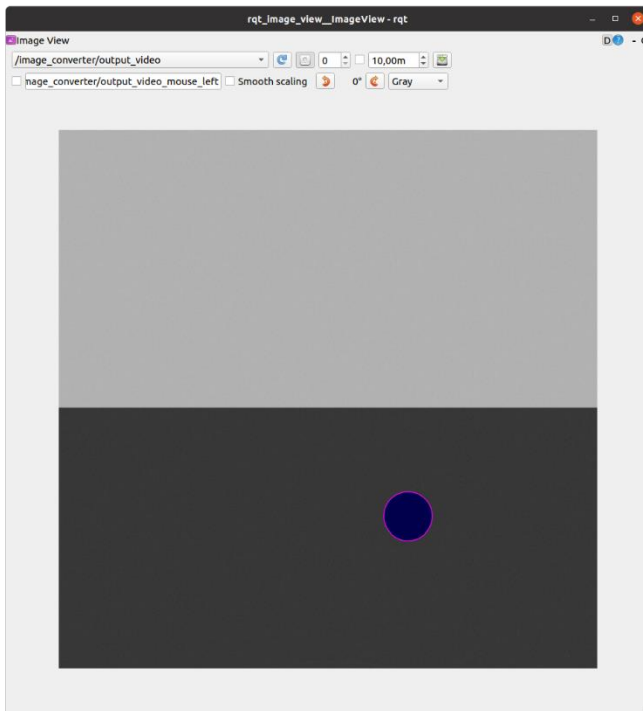 rqt_image_view__ImageView - rqt
Image View
D
/image_converter/output_video 0 10,00m
nage_converter/output_video_mouse_left Smooth scaling 0° Gray